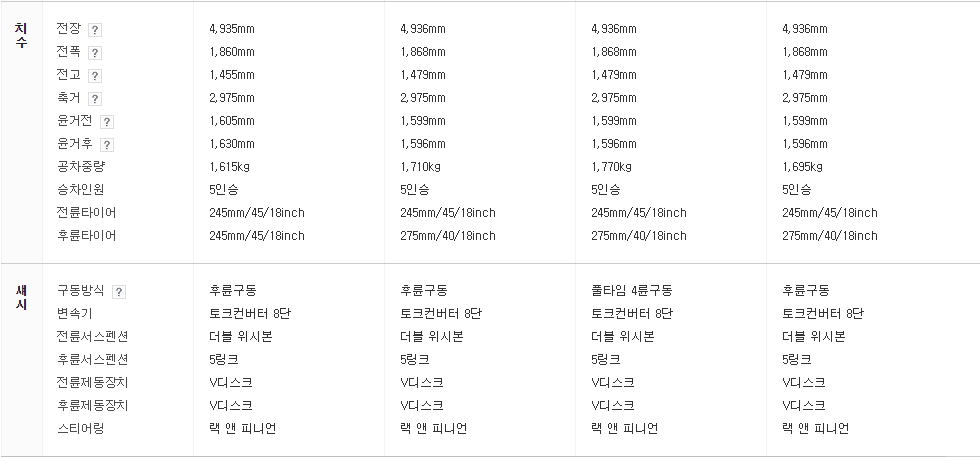 치수
전장 ? 4,935mm 4,936mm 4,936mm 4,936mm
전폭 ? 1,860mm 1,868mm 1,868mm 1,868mm
전고 ? 1,455mm 1,479mm 1,479mm 1,479mm
축거 ? 2,975mm 2,975mm 2,975mm 2,975mm
윤거전 ? 1,605mm 1,599mm 1,599mm 1,599mm
윤거후 ? 1,630mm 1,596mm 1,596mm 1,596mm
공차중량 1,615kg 1,710kg 1,770kg 1,695kg
승차인원 5인승 5인승 5인승 5인승
전륜타이어 245mm/45/18inch 245mm/45/18inch 245mm/45/18inch 245mm/45/18inch
후륜타이어 245mm/45/18inch 275mm/40/18inch 275mm/40/18inch 275mm/40/18inch
섀시
구동방식 ? 후륜구동 후륜구동 풀타임 4륜구동 후륜구동
변속기 토크컨버터 8단 토크컨버터 8단 토크컨버터 8단 토크컨버터 8단
전륜서스펜션 더블 위시본 더블 위시본 더블 위시본 더블 위시본
후륜서스펜션 5링크 5링크 5링크 5링크
전륜제동장치 V디스크 V디스크 V디스크 V디스크
후륜제동장치 V디스크 V디스크 V디스크 V디스크
스티어링 랙 앤 피니언 랙 앤 피니언 랙 앤 피니언 랙 앤 피니언